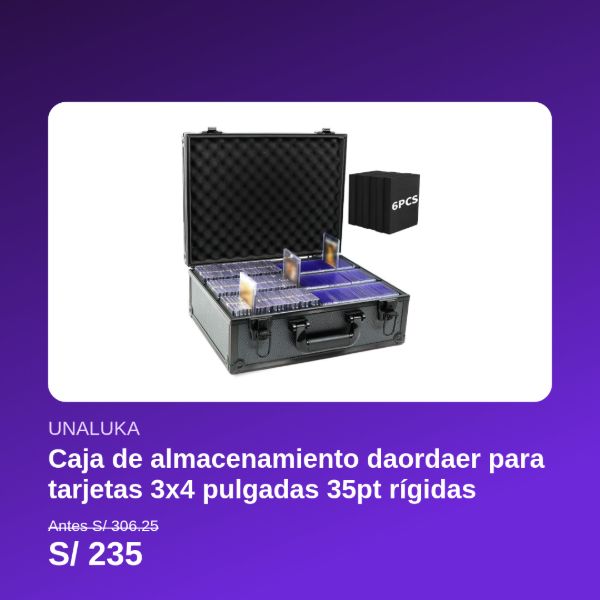 6PCS
UNALUKA
Caja de almacenamiento daordaer para
tarjetas 3x4 pulgadas 35pt rígidas
Antes S/ 306.25
S/ 235